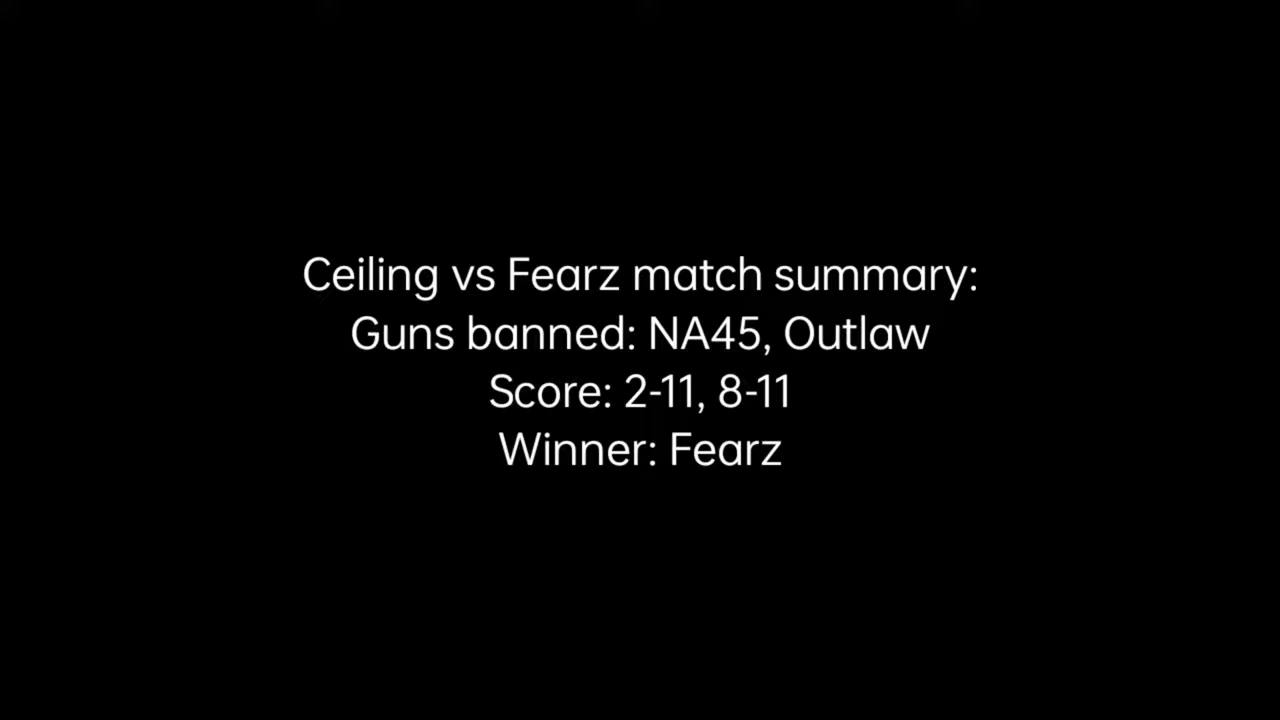 Ceiling vs Fearz match summary:
Guns banned: NA45, Outlaw
Score: 2-11, 8-11
Winner: Fearz